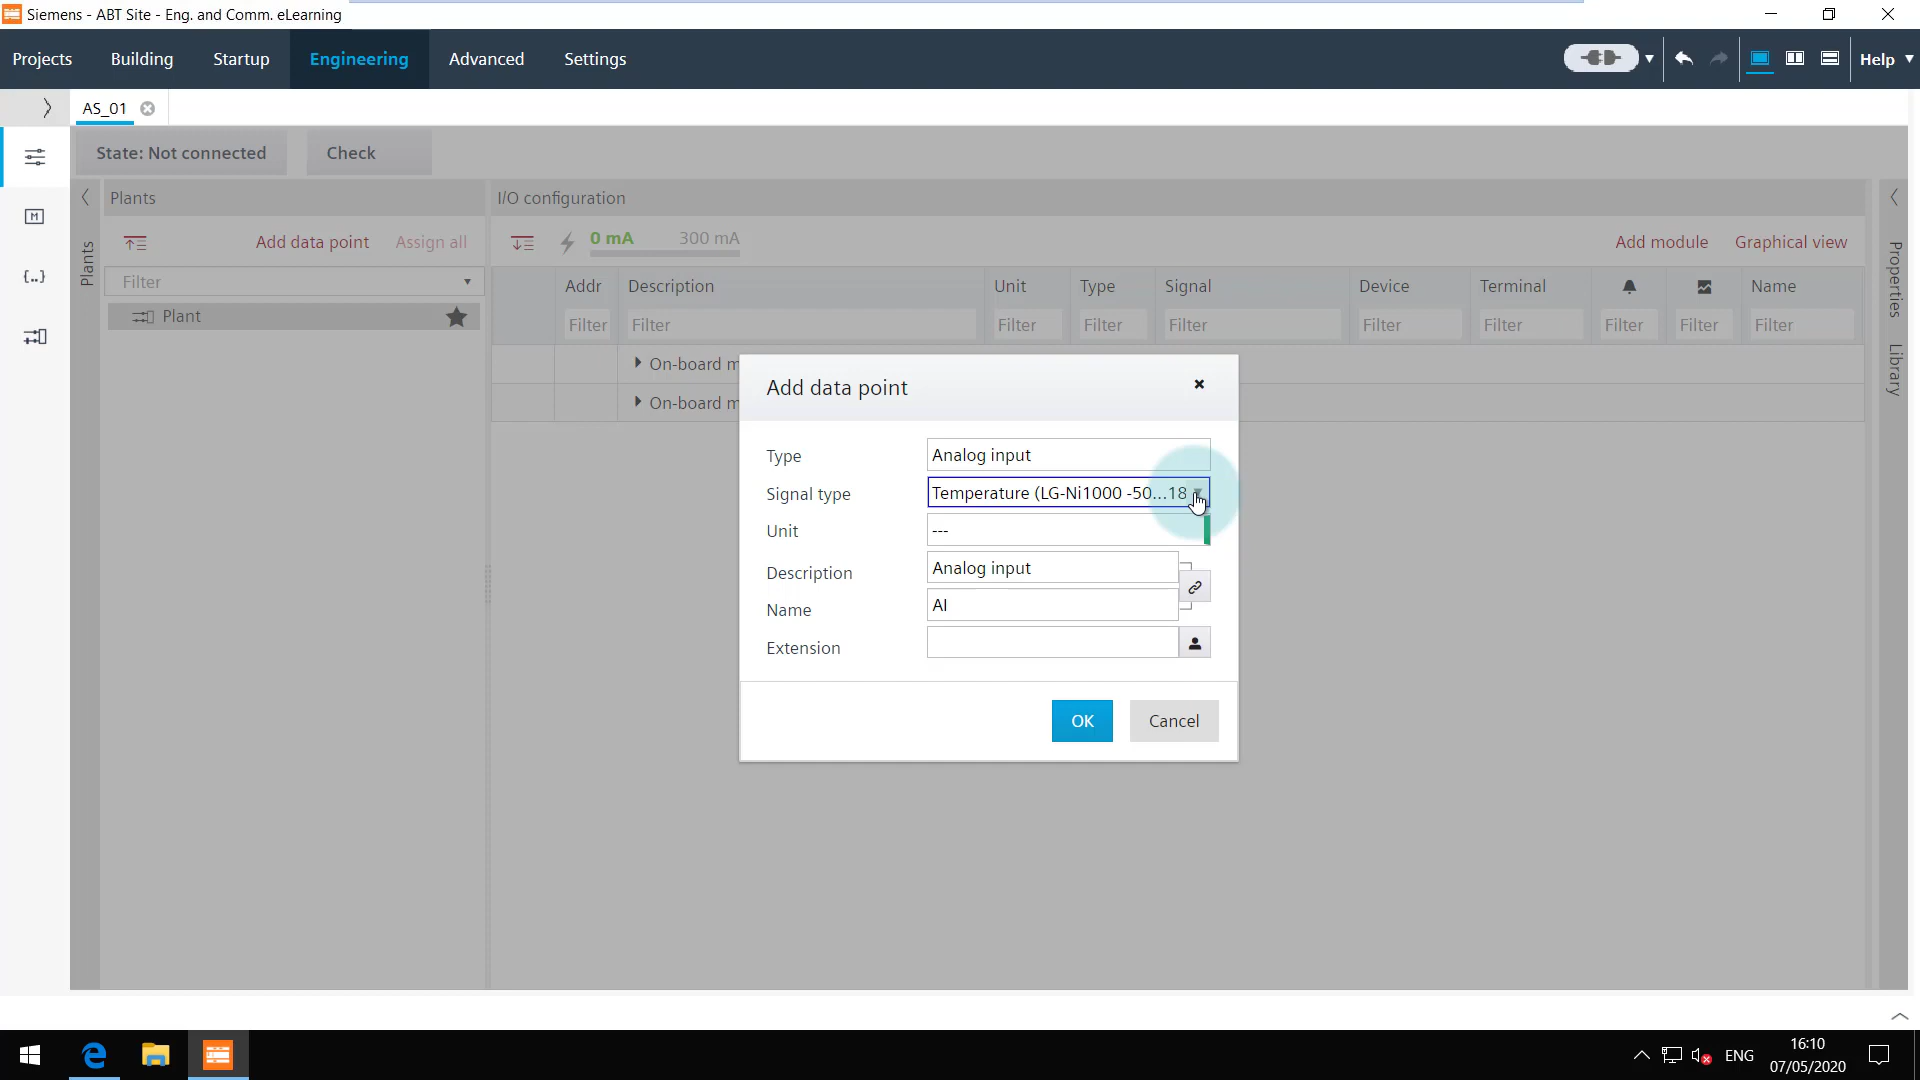 Siemens - ABT Site - Eng. and Comm. eLearning
Projects Building Startup Engineering Advanced Settings Help
AS_01
State: Not connected Check
Plants I/O configuration
Add data point Assign all 0 mA 300 mA Add module Graphical view
Plants
Properties
Library
Filter
Plant
Addr Description Unit Type Signal Device Terminal Name
Filter Filter Filter Filter Filter Filter Filter Filter Filter Filter
On-board m
On-board m
Add data point
Type Analog input
Signal type Temperature (LG-Ni1000 -50...18
Unit ---
Description Analog input
Name AI
Extension
OK Cancel
ENG
16:10
07/05/2020